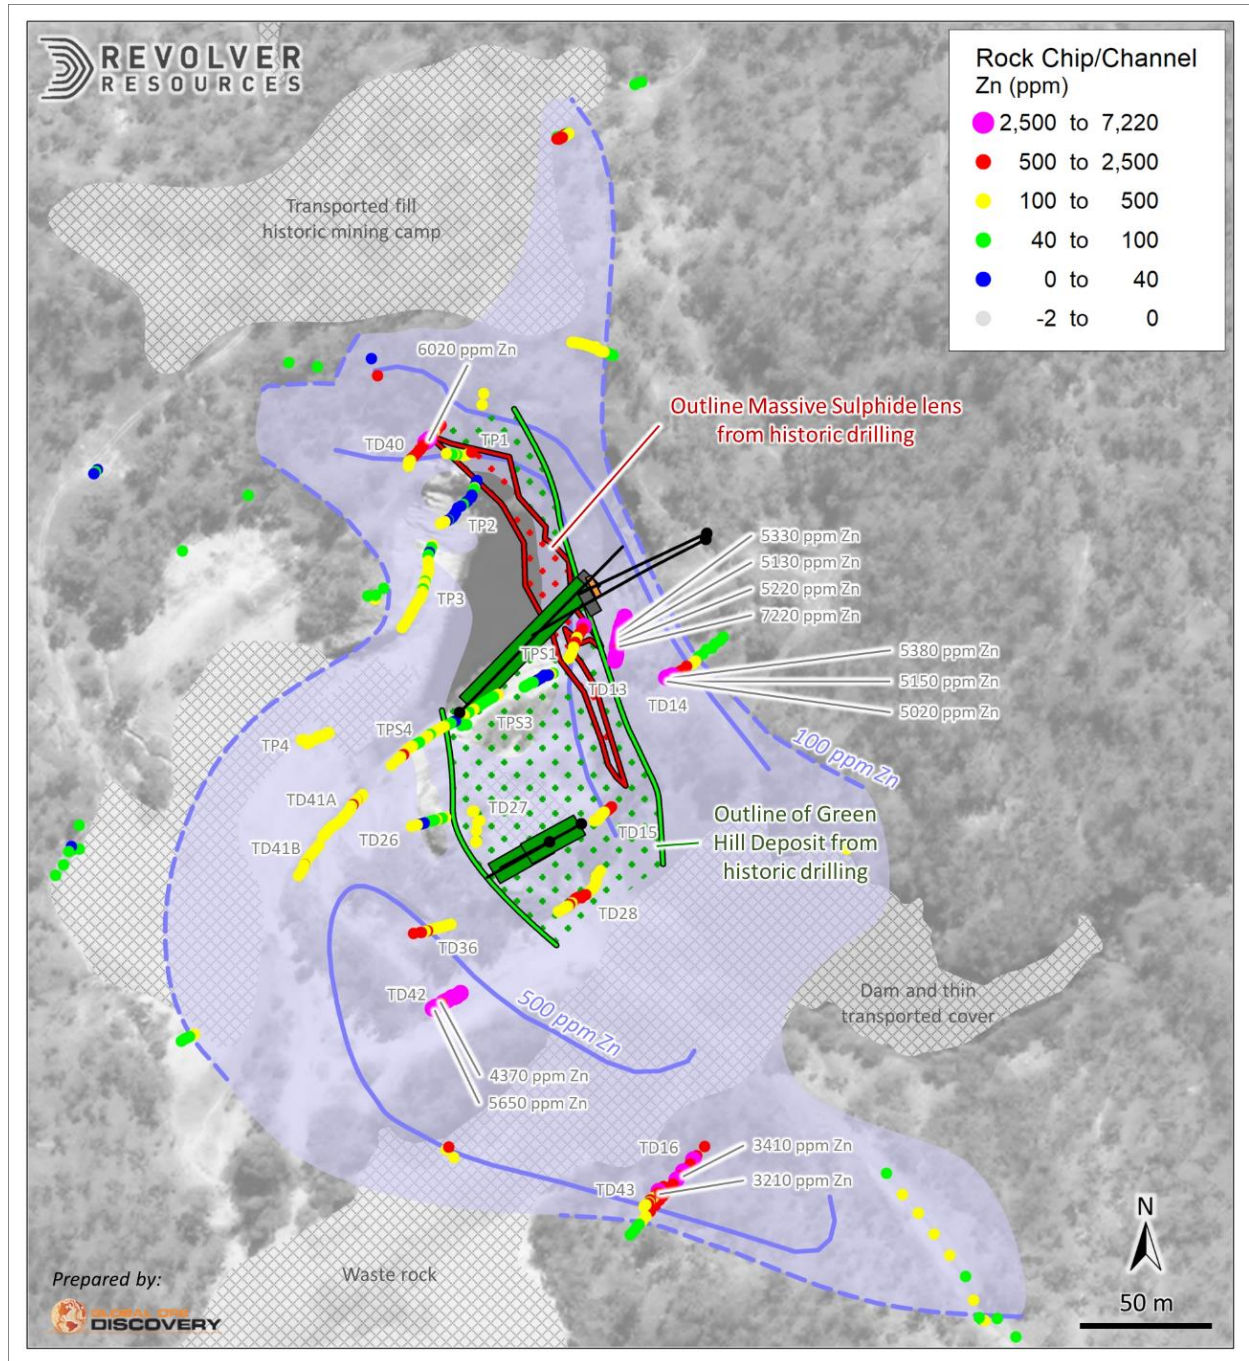 REVOLVER
RESOURCES
Rock Chip/Channel
Zn (ppm)
2,500 to 7,220
500 to 2,500
100 to 500
40 to 100
0 to 40
-2 to 0
Transported fill
historic mining camp
6020 ppm Zn
Outline Massive Sulphide lens
from historic drilling
TD40
TP1
TP2
TP3
5330 ppm Zn
5130 ppm Zn
5220 ppm Zn
7220 ppm Zn
TPS1
TD13
TD14
5380 ppm Zn
5150 ppm Zn
5020 ppm Zn
TPS3
TPS4
TP4
100 ppm Zn
TD41A
TD27
TD26
TD15
TD41B
Outline of Green
Hill Deposit from
historic drilling
TD28
TD36
TD42
500 ppm Zn
Dam and thin
transported cover
4370 ppm Zn
5650 ppm Zn
TD16
3410 ppm Zn
TD43
3210 ppm Zn
N
50 m
Waste rock
Prepared by:
GLOBAL ORE
DISCOVERY